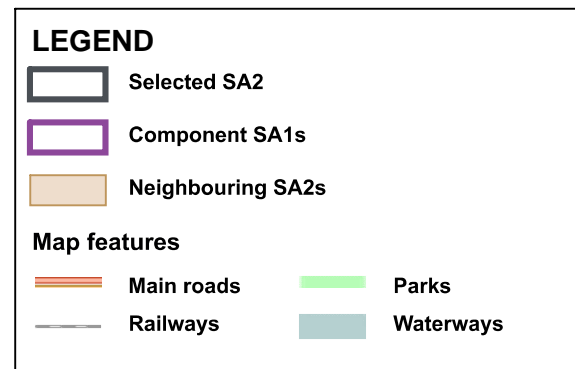 LEGEND
Selected SA2
Component SA1s
Neighbouring SA2s
Map features
Main roads
Parks
Railways
Waterways